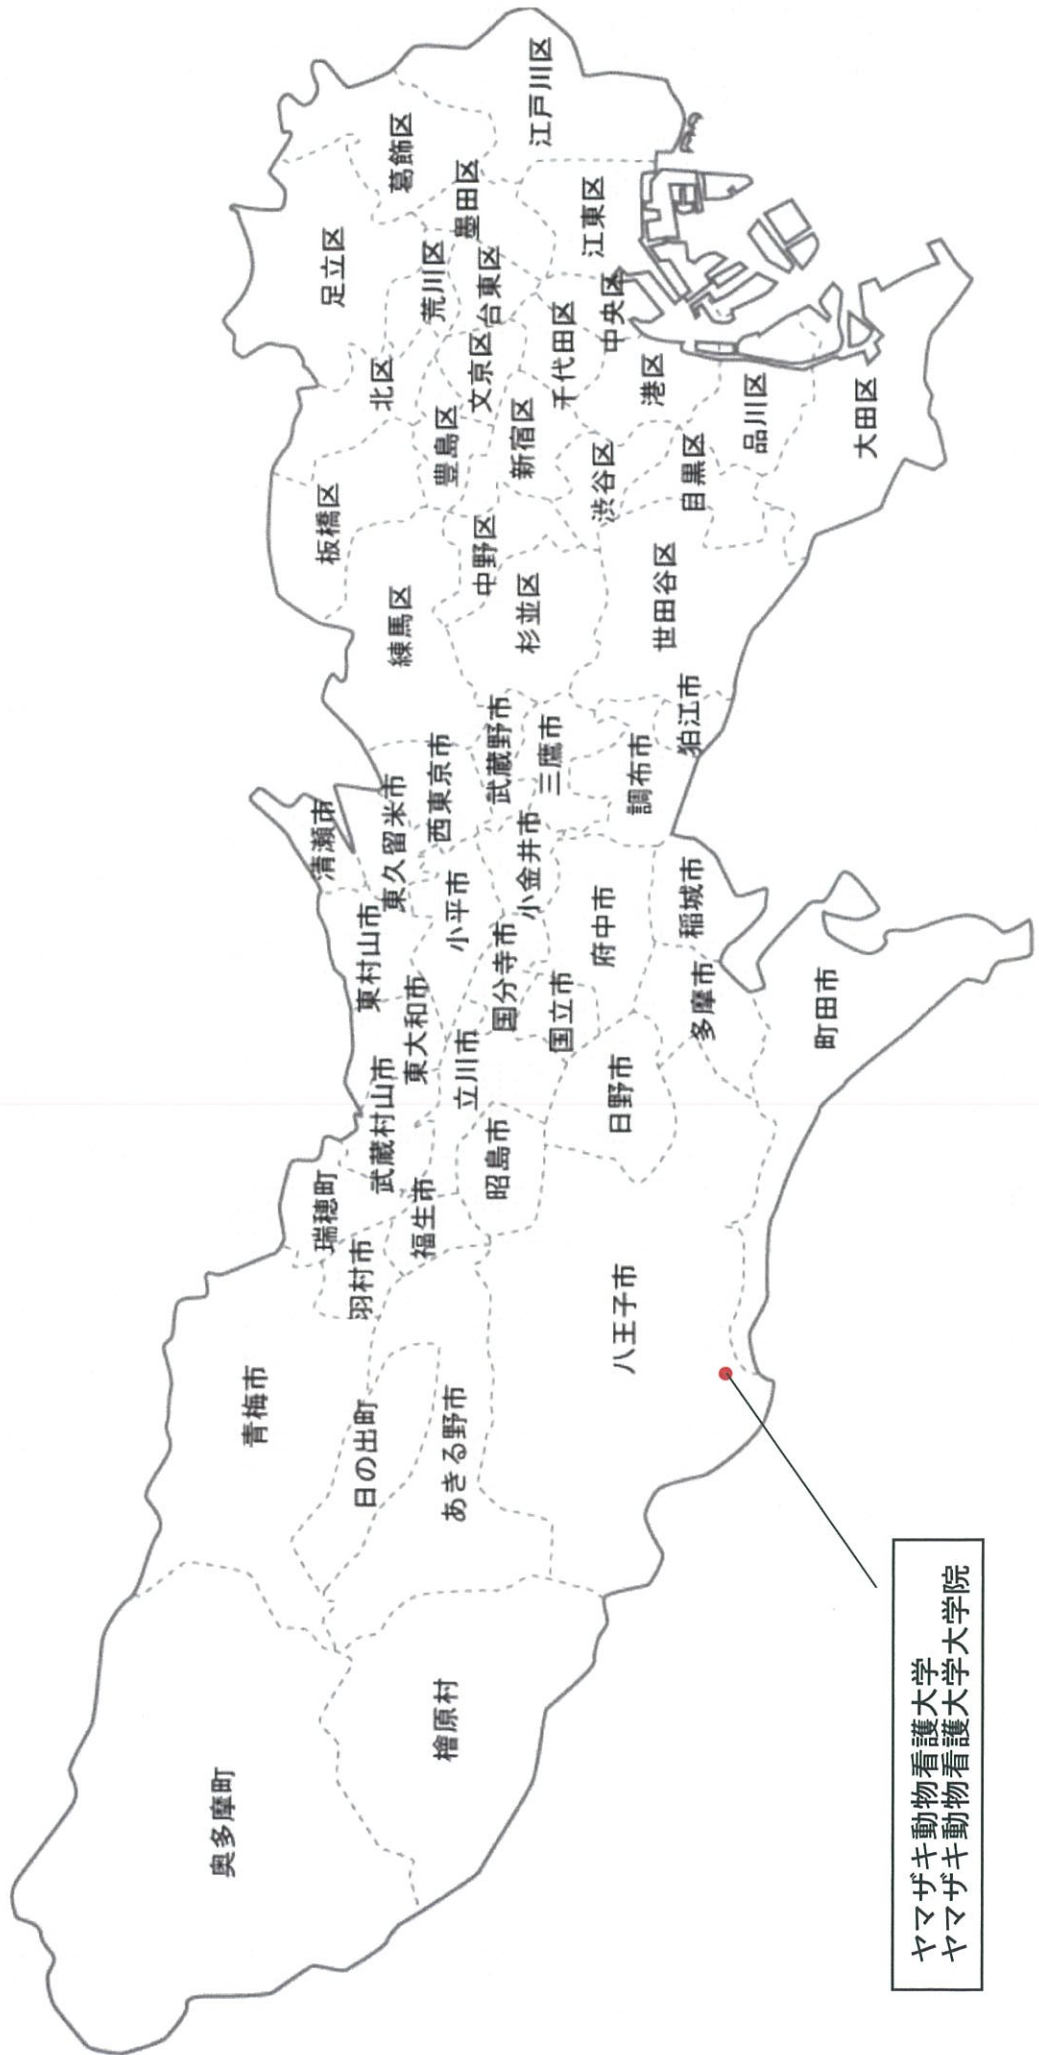 奥多摩町
檜原村
青梅市
日の出町
あきる野市
八王子市
瑞穂町
羽村市
福生市
武蔵村山市
昭島市
立川市
東大和市
東村山市
日野市
国立市
国分寺市
小平市
多摩市
町田市
稲城市
府中市
小金井市
東久留米市
清瀬市
西東京市
武蔵野市
三鷹市
調布市
狛江市
練馬区
板橋区
中野区
杉並区
世田谷区
豊島区
新宿区
渋谷区
目黒区
北区
文京区
千代田区
中央区
港区
品川区
大田区
足立区
荒川区
台東区
墨田区
江東区
葛飾区
江戸川区
ヤマザキ動物看護大学
ヤマザキ動物看護大学大学院